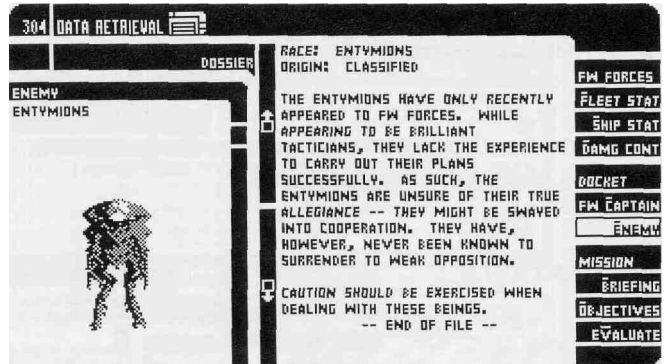 304 DATA RETRIEVAL
DOSSIER
ENEMY
ENTYMIONS
RACE: ENTYMIONS
ORIGIN: CLASSIFIED
THE ENTYMIONS HAVE ONLY RECENTLY
APPEARED TO FW FORCES. WHILE
APPEARING TO BE BRILLIANT
TACTICIANS, THEY LACK THE EXPERIENCE
TO CARRY OUT THEIR PLANS
SUCCESSFULLY. AS SUCH, THE
ENTYMIONS ARE UNSURE OF THEIR TRUE
ALLEGIANCE -- THEY MIGHT BE SWAYED
INTO COOPERATION. THEY HAVE,
HOWEVER, NEVER BEEN KNOWN TO
SURRENDER TO WEAK OPPOSITION.
CAUTION SHOULD BE EXERCISED WHEN
DEALING WITH THESE BEINGS.
-- END OF FILE --
FW FORCES
FLEET STAT
SHIP STAT
DAMG CONT
DOCKET
FW CAPTAIN
ENEMY
MISSION
BRIEFING
OBJECTIVES
EVALUATE